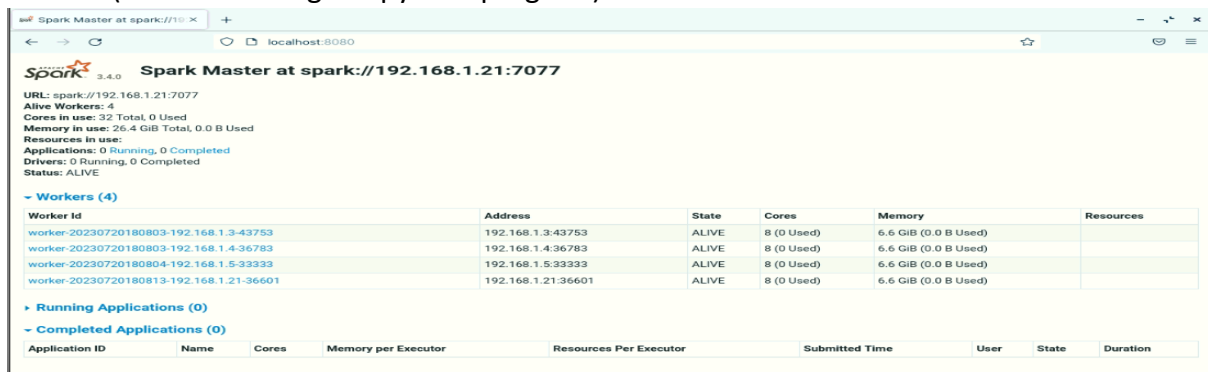 Spark Master at spark://19 × +
localhost:8080
Spark 3.4.0 Spark Master at spark://192.168.1.21:7077
URL: spark://192.168.1.21:7077
Alive Workers: 4
Cores in use: 32 Total, 0 Used
Memory in use: 26.4 GiB Total, 0.0 B Used
Resources in use:
Applications: 0 Running, 0 Completed
Drivers: 0 Running, 0 Completed
Status: ALIVE
Workers (4)
Worker Id Address State Cores Memory Resources
worker-20230720180803-192.168.1.3-43753 192.168.1.3:43753 ALIVE 8 (0 Used) 6.6 GiB (0.0 B Used)
worker-20230720180803-192.168.1.4-36783 192.168.1.4:36783 ALIVE 8 (0 Used) 6.6 GiB (0.0 B Used)
worker-20230720180804-192.168.1.5-33333 192.168.1.5:33333 ALIVE 8 (0 Used) 6.6 GiB (0.0 B Used)
worker-20230720180813-192.168.1.21-36601 192.168.1.21:36601 ALIVE 8 (0 Used) 6.6 GiB (0.0 B Used)
Running Applications (0)
Completed Applications (0)
Application ID Name Cores Memory per Executor Resources Per Executor Submitted Time User State Duration